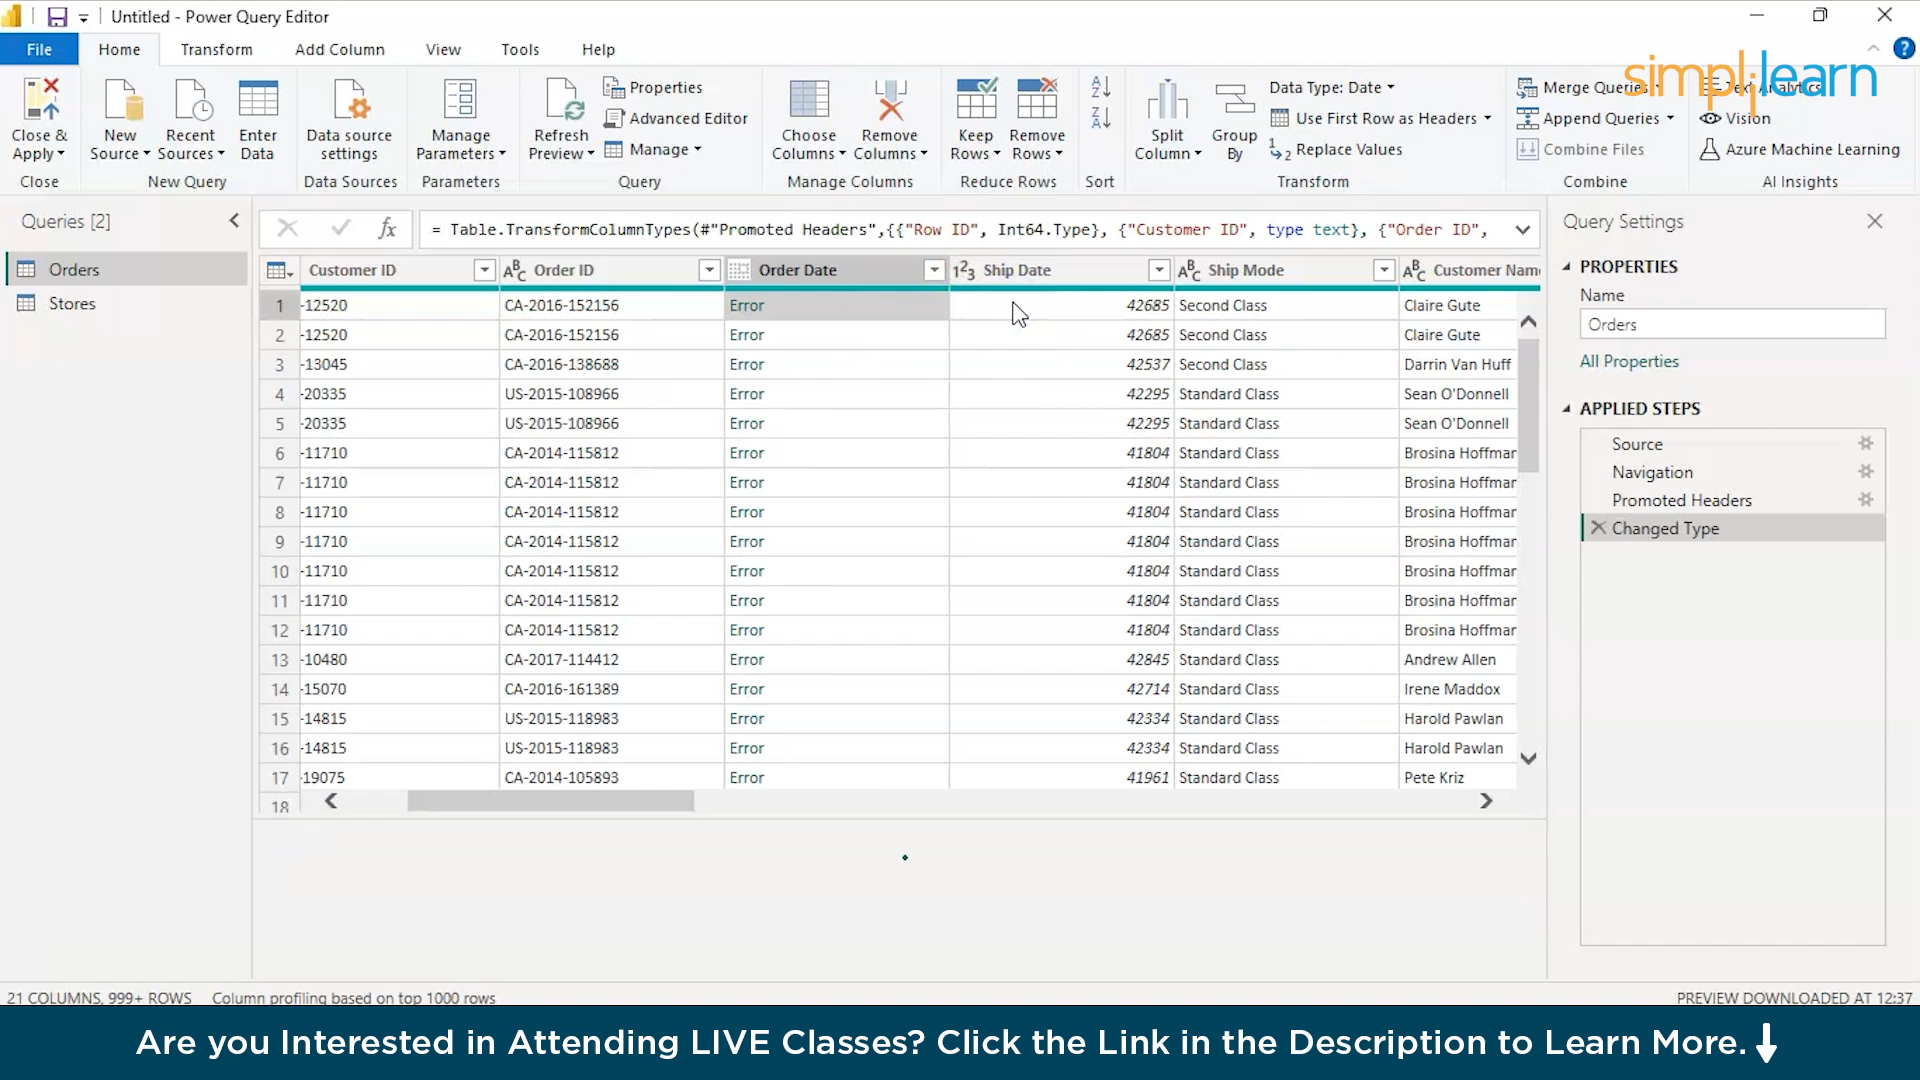 Untitled - Power Query Editor
File Home Transform Add Column View Tools Help
simplilearn
Close & Apply
New Source
Recent Sources
Enter Data
Data source settings
Manage Parameters
Refresh Preview
Properties
Advanced Editor
Manage
Choose Columns
Remove Columns
Keep Rows
Remove Rows
Split Column
Group By
Data Type: Date
Use First Row as Headers
Replace Values
Merge Queries
Append Queries
Combine Files
Text Analytics
Vision
Azure Machine Learning
Close New Query Data Sources Parameters Query Manage Columns Reduce Rows Sort Transform Combine AI Insights
Queries [2]
Orders
Stores
fx = Table.TransformColumnTypes(#"Promoted Headers",{{"Row ID", Int64.Type}, {"Customer ID", type text}, {"Order ID",
Customer ID ABC Order ID Order Date 123 Ship Date ABC Ship Mode ABC Customer Nam
1 -12520 CA-2016-152156 Error 42685 Second Class Claire Gute
2 -12520 CA-2016-152156 Error 42685 Second Class Claire Gute
3 -13045 CA-2016-138688 Error 42537 Second Class Darrin Van Huff
4 -20335 US-2015-108966 Error 42295 Standard Class Sean O'Donnell
5 -20335 US-2015-108966 Error 42295 Standard Class Sean O'Donnell
6 -11710 CA-2014-115812 Error 41804 Standard Class Brosina Hoffmar
7 -11710 CA-2014-115812 Error 41804 Standard Class Brosina Hoffmar
8 -11710 CA-2014-115812 Error 41804 Standard Class Brosina Hoffmar
9 -11710 CA-2014-115812 Error 41804 Standard Class Brosina Hoffmar
10 -11710 CA-2014-115812 Error 41804 Standard Class Brosina Hoffmar
11 -11710 CA-2014-115812 Error 41804 Standard Class Brosina Hoffmar
12 -11710 CA-2014-115812 Error 41804 Standard Class Brosina Hoffmar
13 -10480 CA-2017-114412 Error 42845 Standard Class Andrew Allen
14 -15070 CA-2016-161389 Error 42714 Standard Class Irene Maddox
15 -14815 US-2015-118983 Error 42334 Standard Class Harold Pawlan
16 -14815 US-2015-118983 Error 42334 Standard Class Harold Pawlan
17 -19075 CA-2014-105893 Error 41961 Standard Class Pete Kriz
18
Query Settings
PROPERTIES
Name
Orders
All Properties
APPLIED STEPS
Source
Navigation
Promoted Headers
Changed Type
21 COLUMNS, 999+ ROWS Column profiling based on top 1000 rows PREVIEW DOWNLOADED AT 12:37
Are you Interested in Attending LIVE Classes? Click the Link in the Description to Learn More.